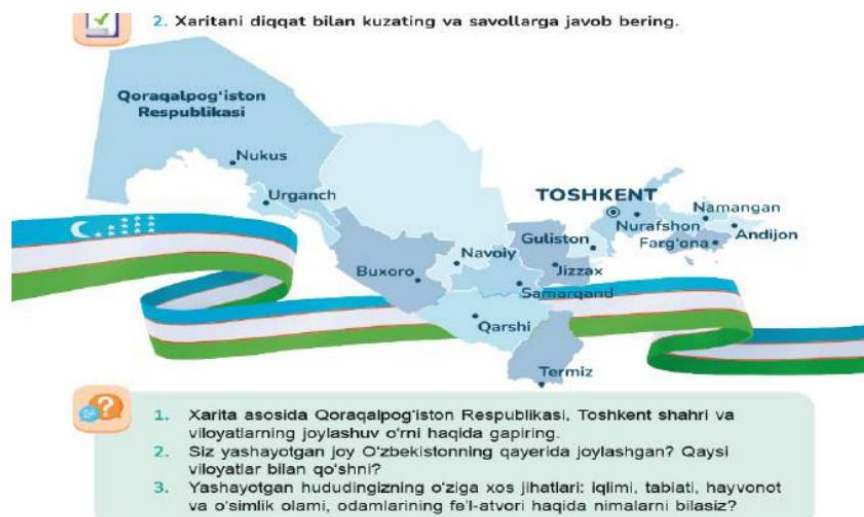 2. Xaritani diqqat bilan kuzating va savollarga javob bering.
Qoraqalpog‘iston
Respublikasi
Nukus
Urganch
TOSHKENT
Namangan
Nurafshon
Guliston
Farg‘ona
Andijon
Navoiy
Buxoro
Jizzax
Samarqand
Qarshi
Termiz
1. Xarita asosida Qoraqalpog‘iston Respublikasi, Toshkent shahri va
viloyatlarning joylashuv o‘rni haqida gapiring.
2. Siz yashayotgan joy O‘zbekistonning qayerida joylashgan? Qaysi
viloyatlar bilan qo‘shni?
3. Yashayotgan hududingizning o‘ziga xos jihatlari: iqlimi, tabiati, hayvonot
va o‘simlik olami, odamlarining fe’l-atvori haqida nimalarni bilasiz?